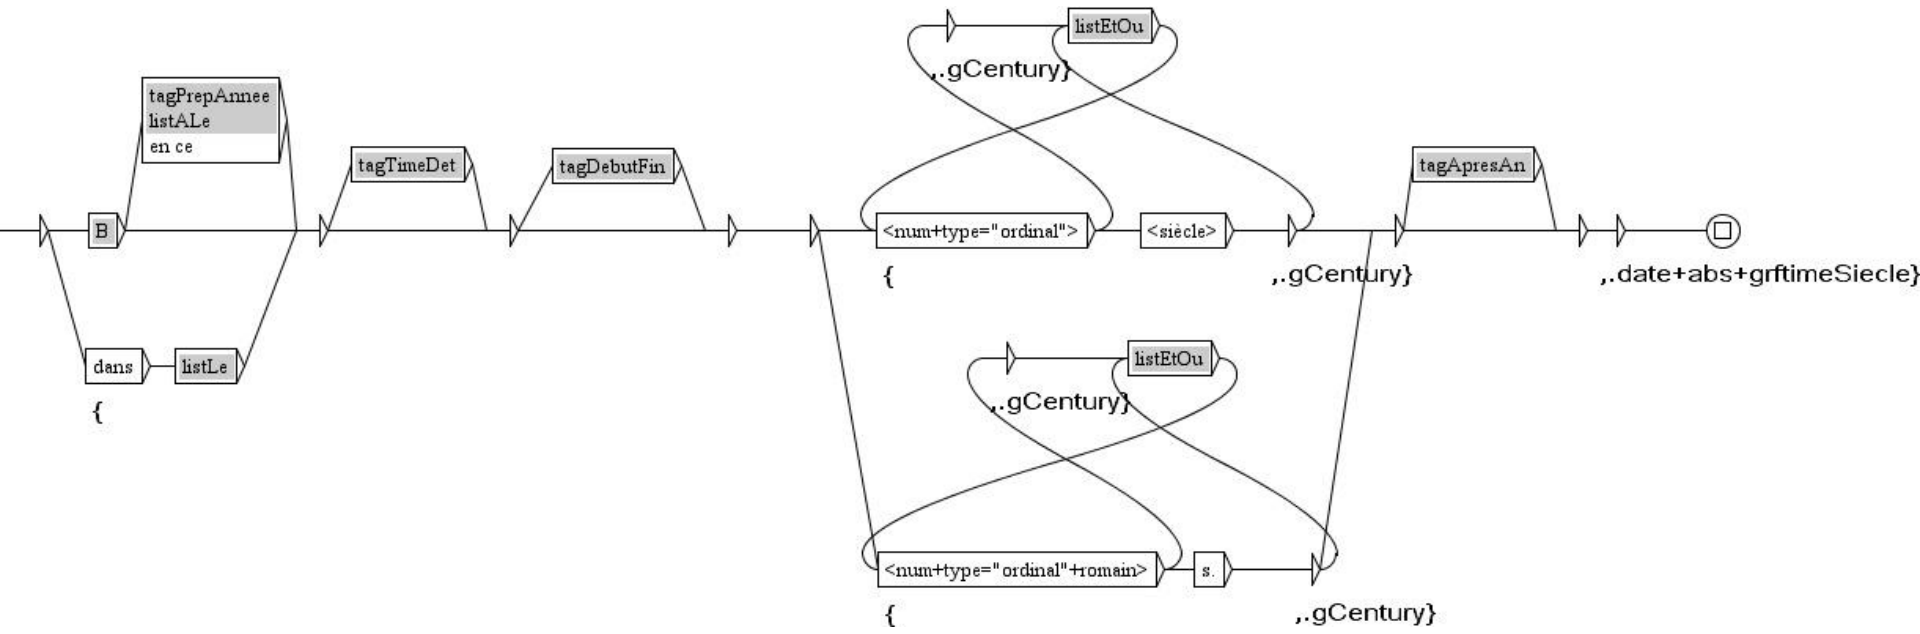 listEtOu
,.gCentury}
tagPrepAnnee
listALe
en ce
tagTimeDet
tagDebutFin
tagApresAn
B
<num+type="ordinal">
<siècle>
{
,.gCentury}
,.date+abs+grftimeSiecle}
dans
listLe
{
listEtOu
,.gCentury}
<num+type="ordinal"+romain>
s.
{
,.gCentury}